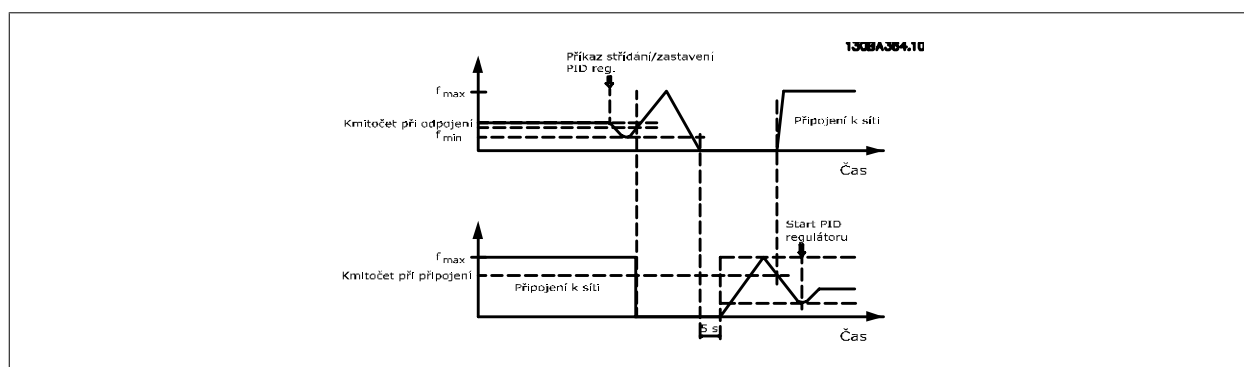 130BA364.10
Příkaz střídání/zastavení
PID reg.
f max
Kmitočet při odpojení
f min
Připojení k síti
Čas
Start PID
regulátoru
f max
Kmitočet při připojení
Připojení k síti
5 s
Čas